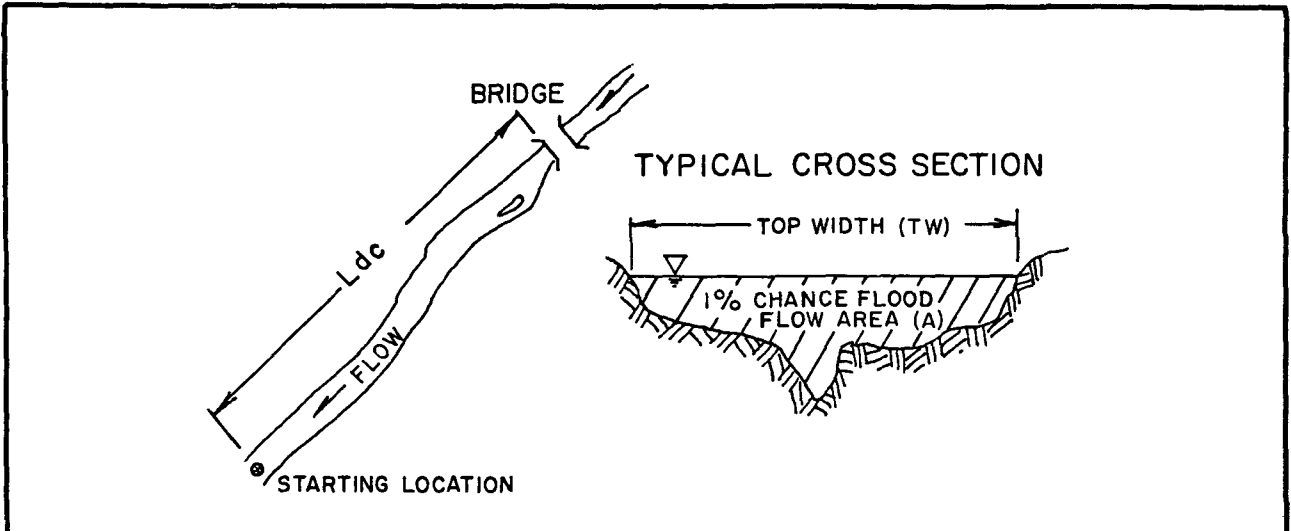 BRIDGE
TYPICAL CROSS SECTION
TOP WIDTH (TW)
Ldc
1% CHANCE FLOOD
FLOW AREA (A)
FLOW
STARTING LOCATION